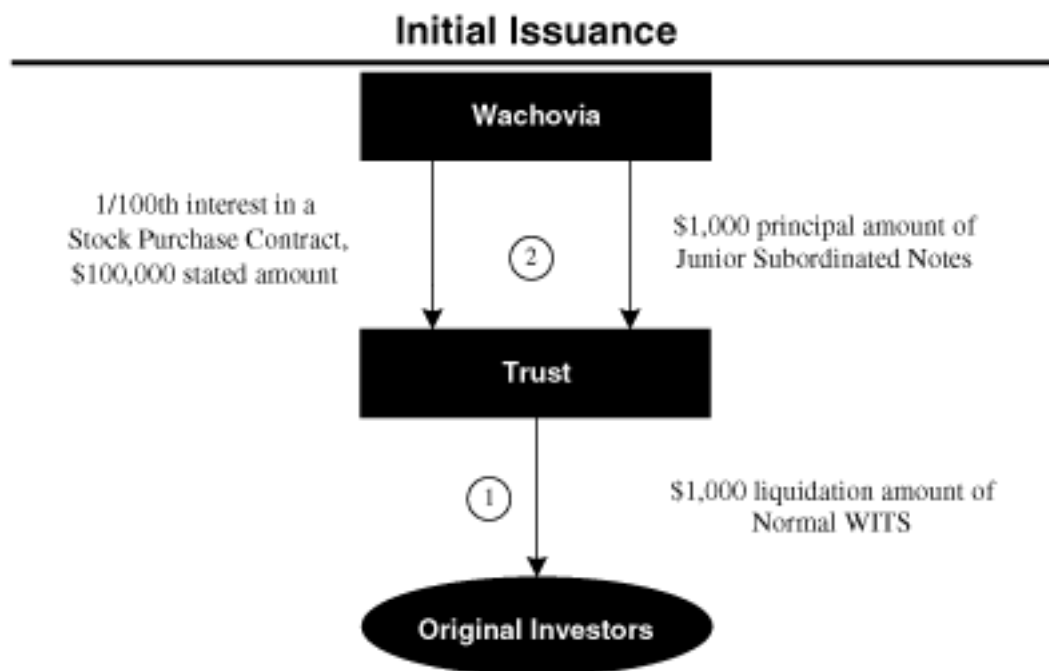 Initial Issuance
Wachovia
1/100th interest in a
Stock Purchase Contract,
$100,000 stated amount
2
$1,000 principal amount of
Junior Subordinated Notes
Trust
1
$1,000 liquidation amount of
Normal WITS
Original Investors